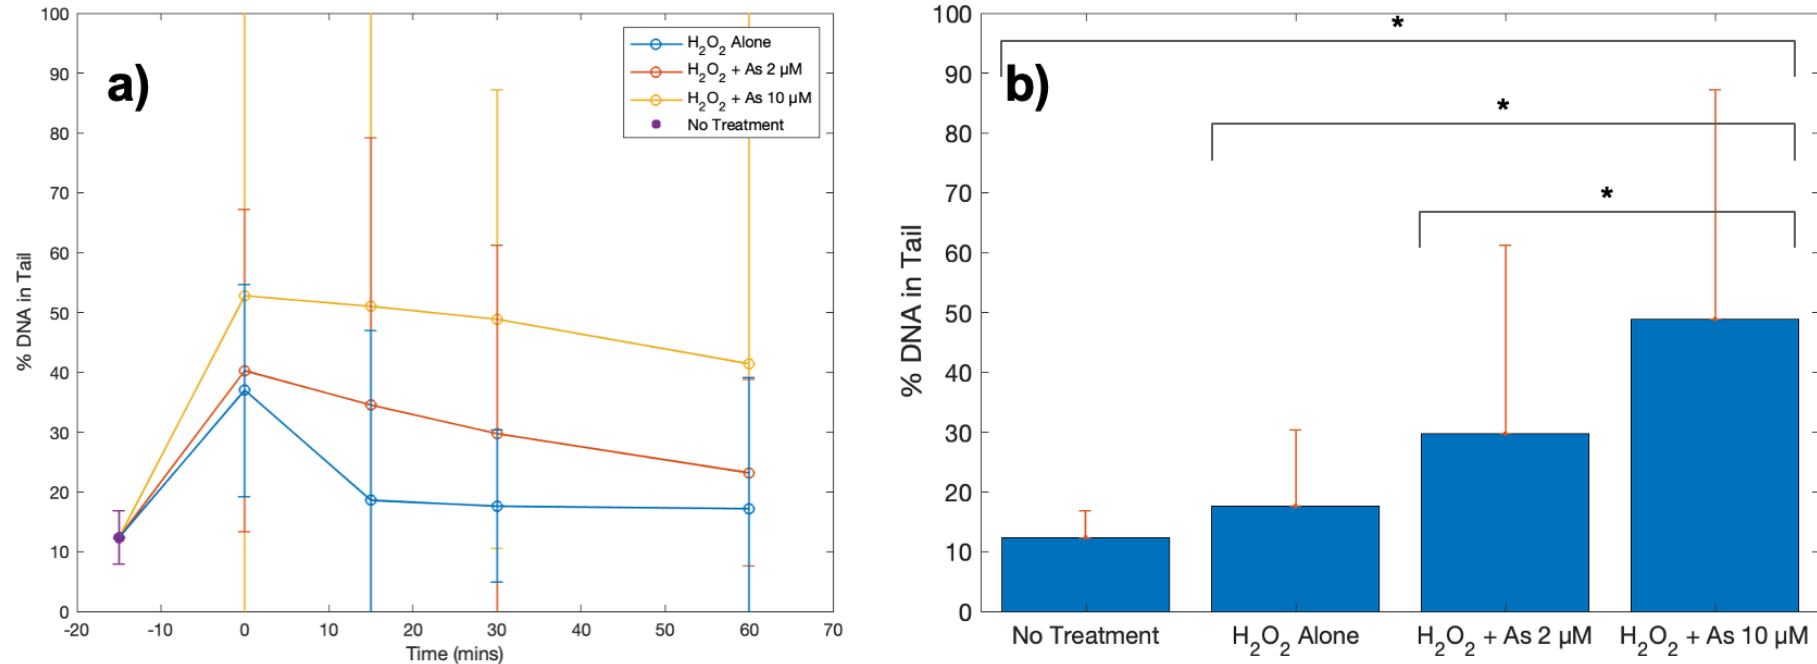 a)
% DNA in Tail
100
90
80
70
60
50
40
30
20
10
0
-20 -10 0 10 20 30 40 50 60 70
Time (mins)
H₂O₂ Alone
H₂O₂ + As 2 µM
H₂O₂ + As 10 µM
No Treatment
b)
% DNA in Tail
100
90
80
70
60
50
40
30
20
10
0
*
*
*
No Treatment H₂O₂ Alone H₂O₂ + As 2 µM H₂O₂ + As 10 µM